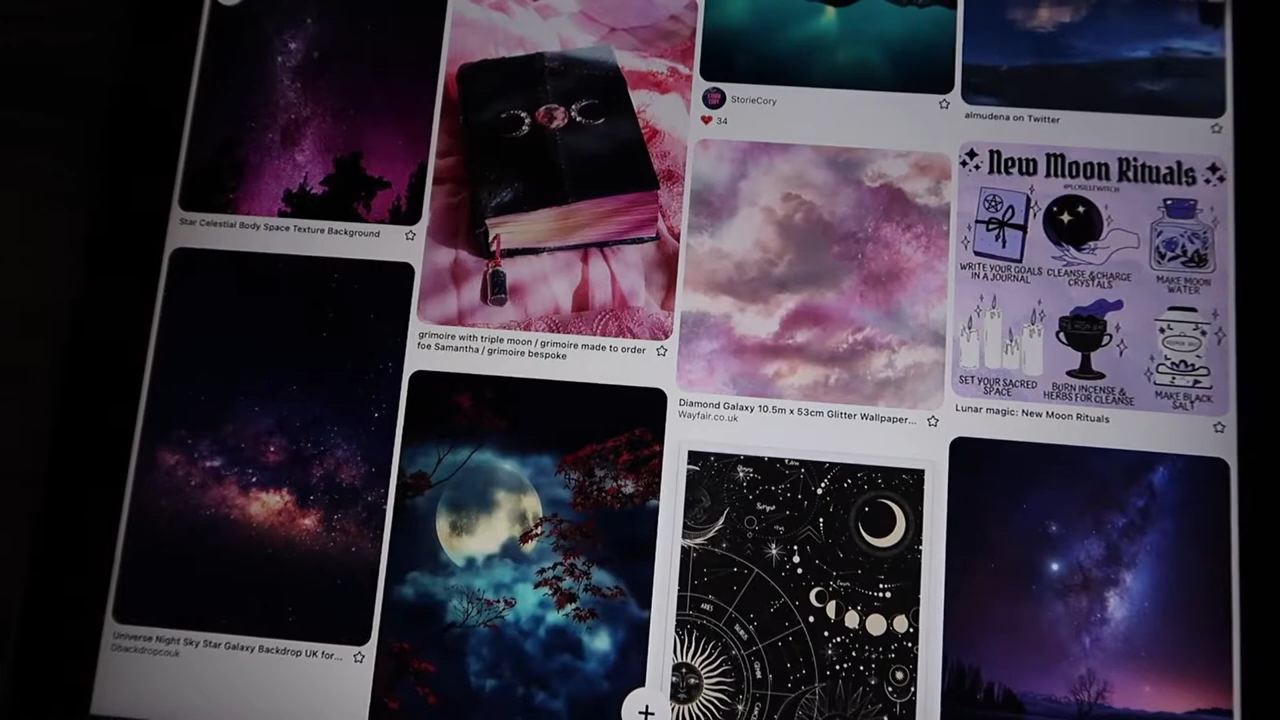 Star Celestial Body Space Texture Background
Universe Night Sky Star Galaxy Backdrop UK for...
Dbackdropcouk
grimoire with triple moon / grimoire made to order
foe Samantha / grimoire bespoke
StorieCory
34
Diamond Galaxy 10.5m x 53cm Glitter Wallpaper...
Wayfair.co.uk
ARIES
almudena on Twitter
New Moon Rituals
WRITE YOUR GOALS
IN A JOURNAL
CLEANSE & CHARGE
CRYSTALS
MAKE MOON
WATER
SET YOUR SACRED
SPACE
BURN INCENSE &
HERBS FOR CLEANSE
MAKE BLACK
SALT
Lunar magic: New Moon Rituals